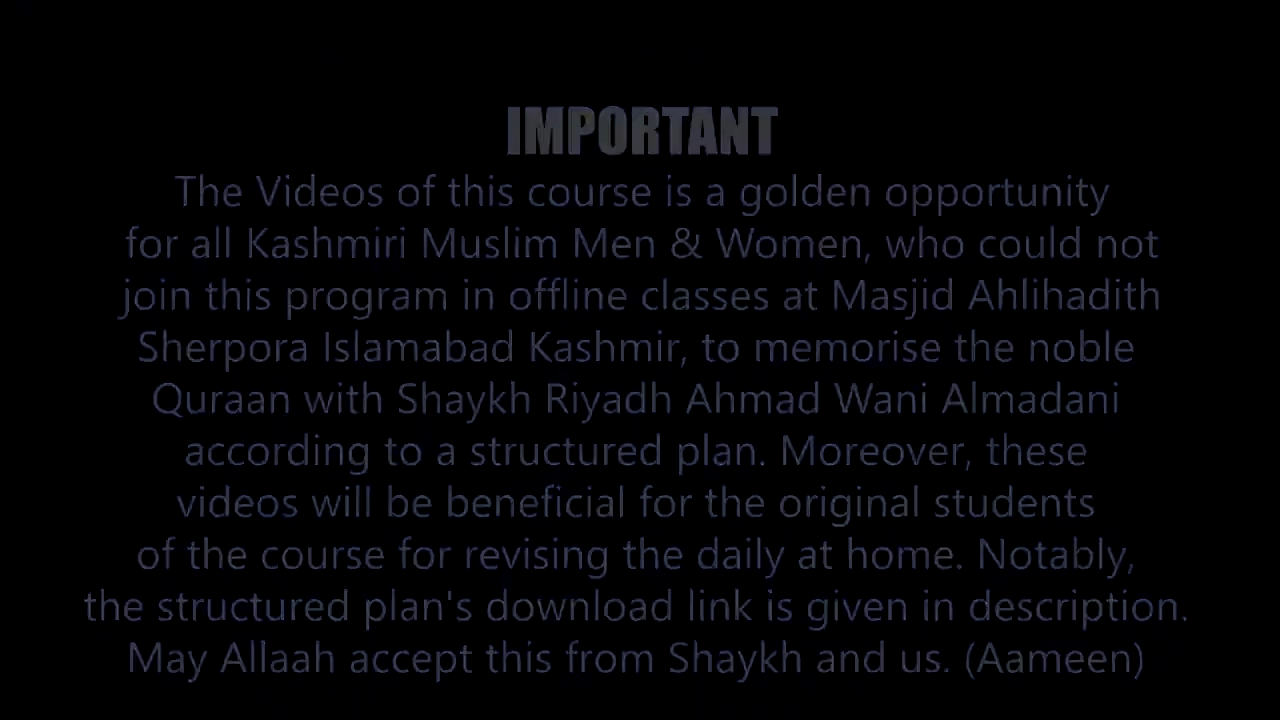 IMPORTANT
The Videos of this course is a golden opportunity
for all Kashmiri Muslim Men & Women, who could not
join this program in offline classes at Masjid Ahlihadith
Sherpora Islamabad Kashmir, to memorise the noble
Quraan with Shaykh Riyadh Ahmad Wani Almadani
according to a structured plan. Moreover, these
videos will be beneficial for the original students
of the course for revising the daily at home. Notably,
the structured plan's download link is given in description.
May Allaah accept this from Shaykh and us. (Aameen)